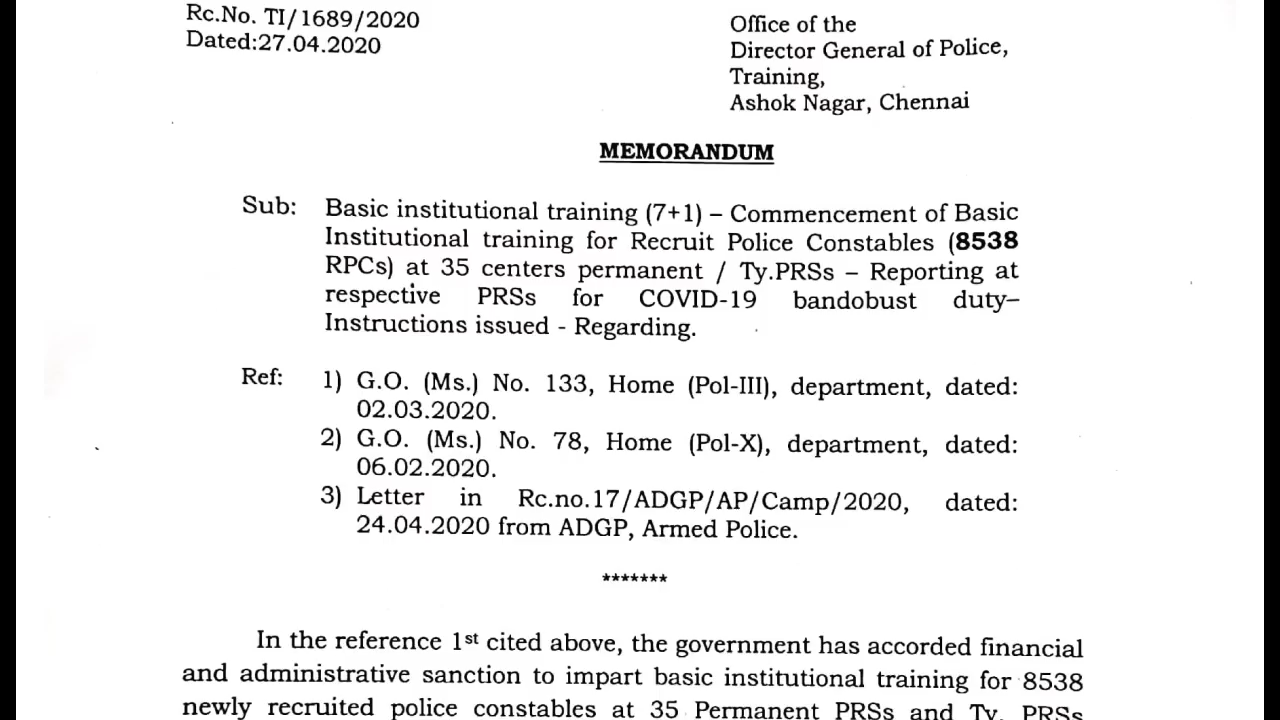 Rc.No. TI/1689/2020
Dated:27.04.2020
Office of the
Director General of Police,
Training,
Ashok Nagar, Chennai
MEMORANDUM
Sub: Basic institutional training (7+1) – Commencement of Basic
Institutional training for Recruit Police Constables (8538
RPCs) at 35 centers permanent / Ty.PRSs – Reporting at
respective PRSs for COVID-19 bandobust duty–
Instructions issued - Regarding.
Ref: 1) G.O. (Ms.) No. 133, Home (Pol-III), department, dated:
02.03.2020.
2) G.O. (Ms.) No. 78, Home (Pol-X), department, dated:
06.02.2020.
3) Letter in Rc.no.17/ADGP/AP/Camp/2020, dated:
24.04.2020 from ADGP, Armed Police.
*******
In the reference 1st cited above, the government has accorded financial
and administrative sanction to impart basic institutional training for 8538
newly recruited police constables at 35 Permanent PRSs and Ty. PRSs